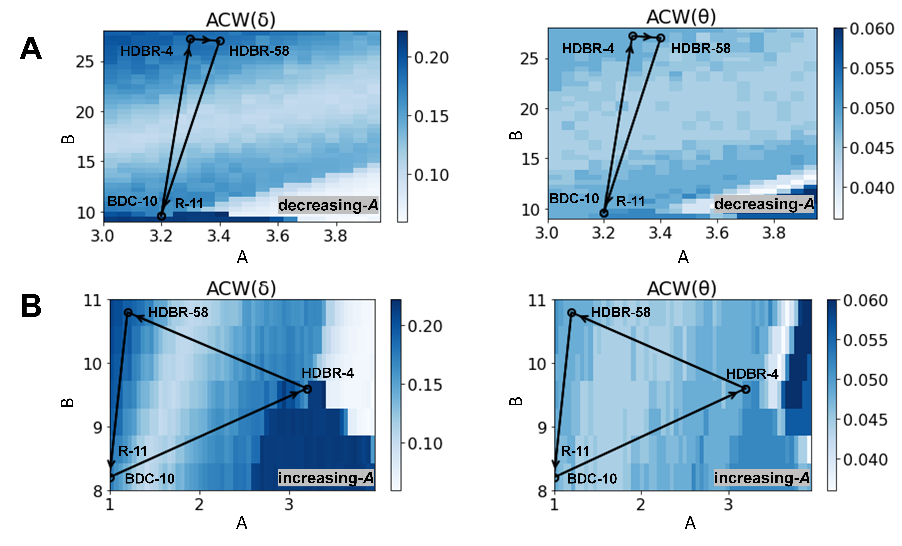 A
ACW(δ)
HDBR-4
HDBR-58
25
20
15
10
B
BDC-10
R-11
decreasing-A
3.0
3.2
3.4
3.6
3.8
A
0.20
0.15
0.10
ACW(θ)
HDBR-4
HDBR-58
25
20
15
10
B
BDC-10
R-11
decreasing-A
3.0
3.2
3.4
3.6
3.8
A
0.060
0.055
0.050
0.045
0.040
B
ACW(δ)
11
10
9
8
B
HDBR-58
HDBR-4
R-11
BDC-10
increasing-A
1
2
3
A
0.20
0.15
0.10
ACW(θ)
11
10
9
8
B
HDBR-58
HDBR-4
R-11
BDC-10
increasing-A
1
2
3
A
0.060
0.055
0.050
0.045
0.040